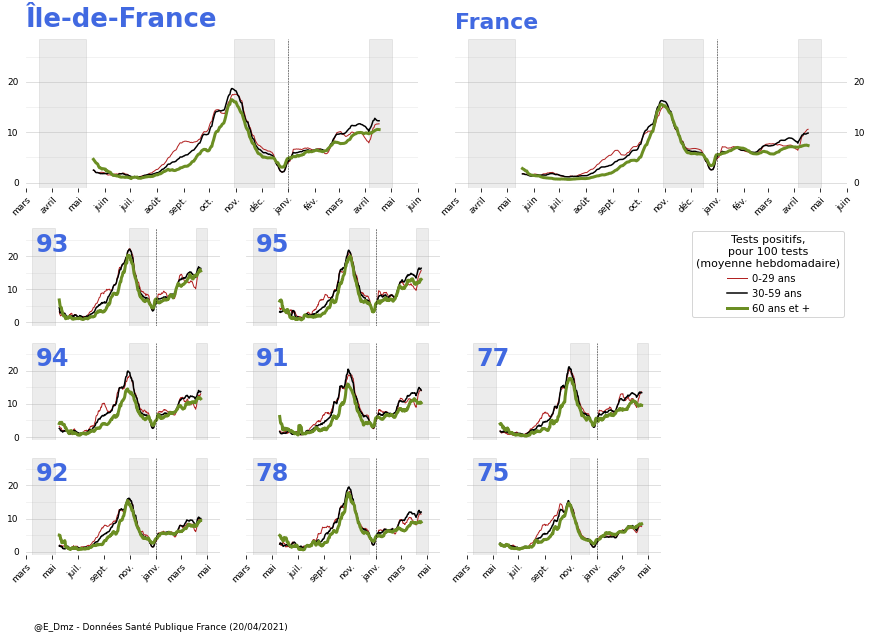 Île-de-France
France
20
10
0
20
10
0
mars avril mai juin juil. août sept. oct. nov. déc. janv. fév. mars avril mai juin
mars avril mai juin juil. août sept. oct. nov. déc. janv. fév. mars avril mai juin
93
20
10
0
95
Tests positifs,
pour 100 tests
(moyenne hebdomadaire)
0-29 ans
30-59 ans
60 ans et +
94
20
10
0
91
77
92
20
10
0
78
75
mars mai juil. sept. nov. janv. mars mai
mars mai juil. sept. nov. janv. mars mai
mars mai juil. sept. nov. janv. mars mai
@E_Dmz - Données Santé Publique France (20/04/2021)